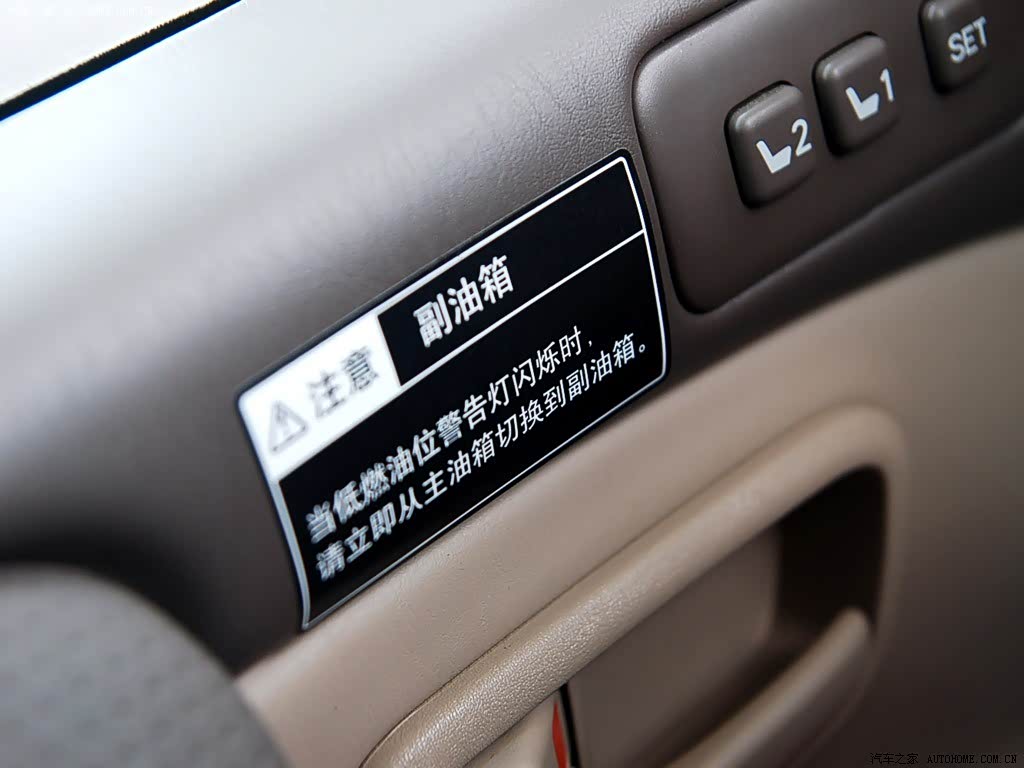 SET
1
2
副油箱
注意
当低燃油位警告灯闪烁时，
请立即从主油箱切换到副油箱。
汽车之家 AUTOHOME.COM.CN